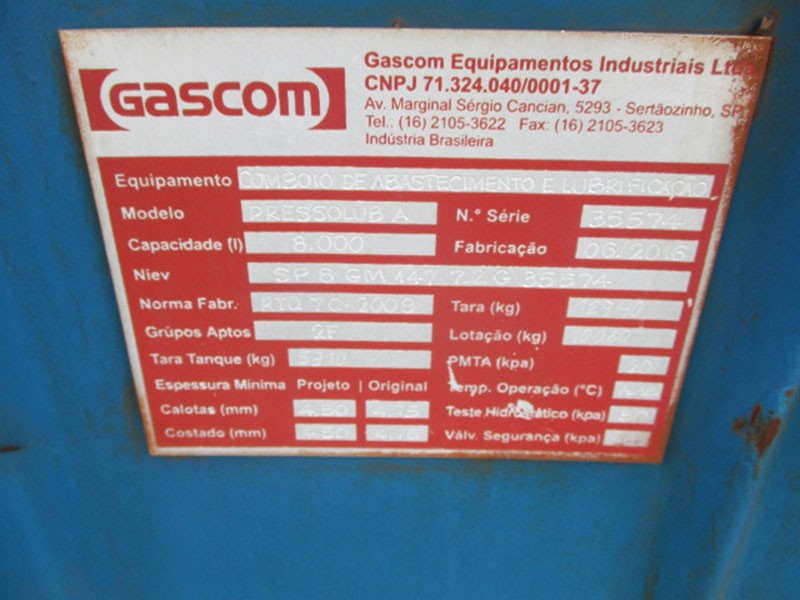 GASCOM
Gascom Equipamentos Industriais Ltda
CNPJ 71.324.040/0001-37
Av. Marginal Sérgio Cancian, 5293 - Sertãozinho, SP
Tel.: (16) 2105-3622 Fax: (16) 2105-3623
Indústria Brasileira
Equipamento COMBOIO DE ABASTECIMENTO E LUBRIFICAÇÃO
Modelo PRESSOLUB A N.° Série 35574
Capacidade (l) 8.000 Fabricação 06/2016
Niev
Norma Fabr. RTQ 7C-2009 Tara (kg)
Grúpos Aptos 2F Lotação (kg)
Tara Tanque (kg) PMTA (kpa) 20
Espessura Mínima Projeto | Original Temp. Operação (°C)
Calotas (mm) 4.50 4.75 Teste Hidrostático (kpa)
Costado (mm) 4.50 4.75 Válv. Segurança (kpa)